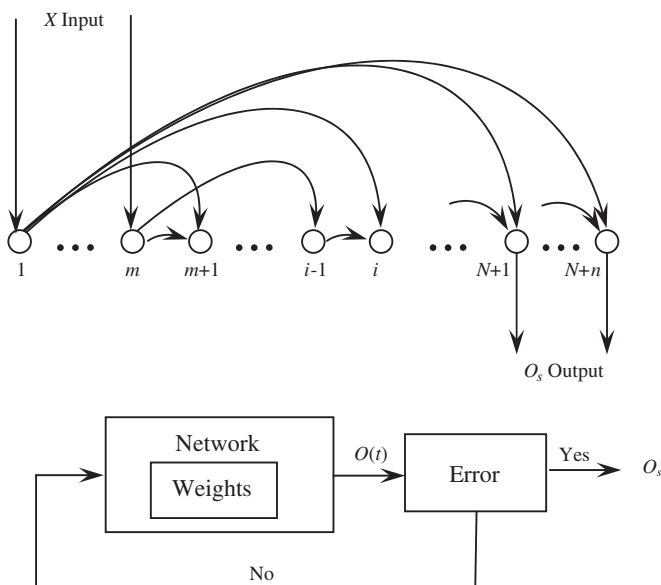 X Input
1
m
m+1
i-1
i
N+1
N+n
O_s Output
Network
Weights
O(t)
Error
Yes
O_s
No